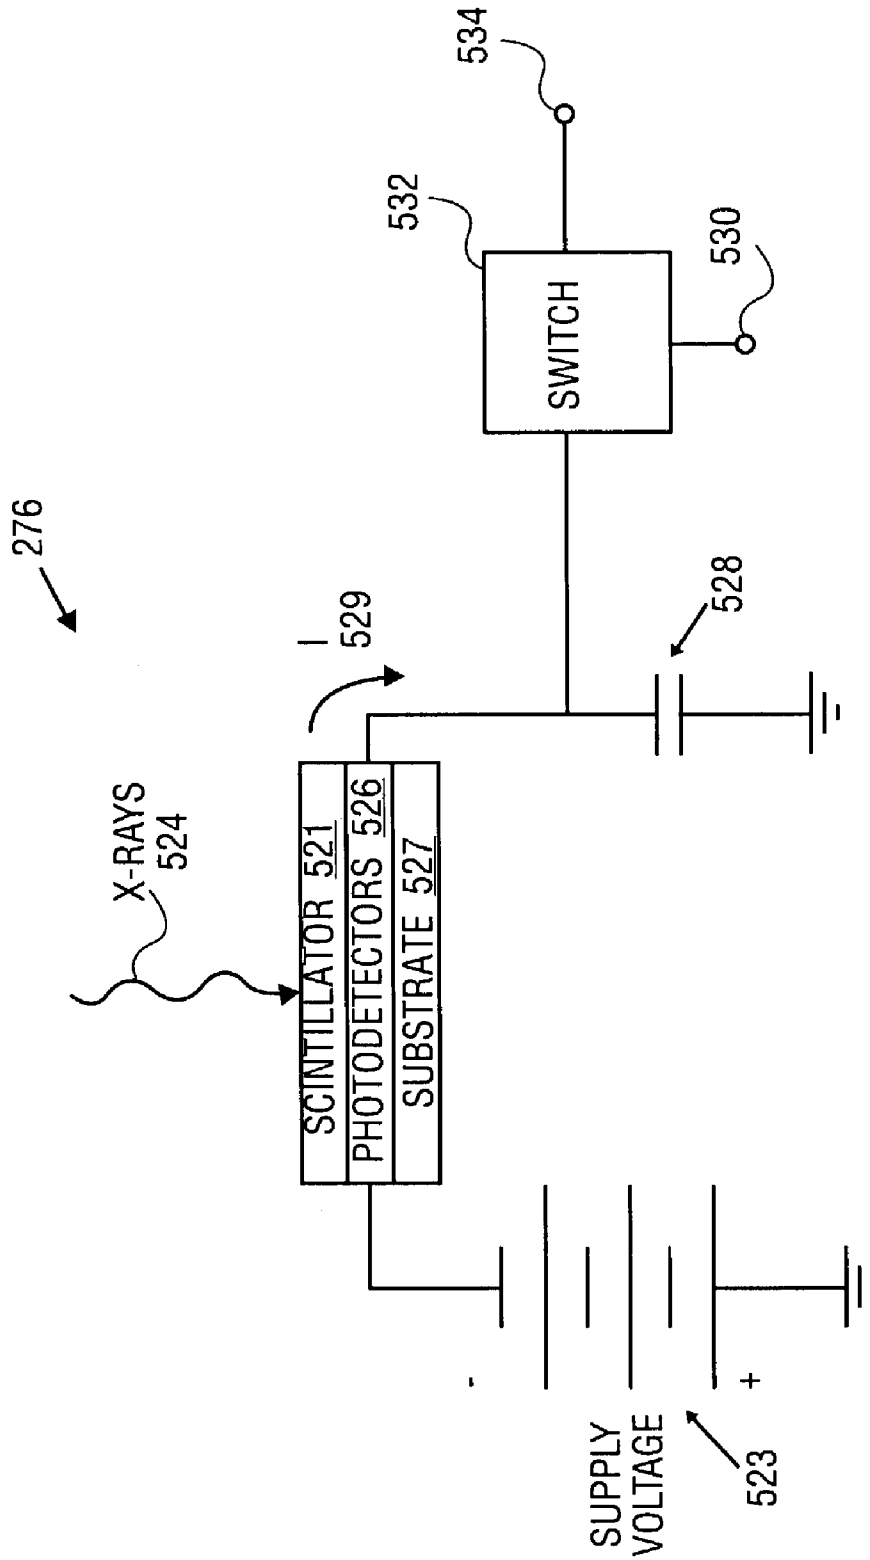 276
X-RAYS
524
I
529
SCINTILLATOR 521
PHOTODETECTORS 526
SUBSTRATE 527
532
534
SWITCH
530
528
-
+
SUPPLY
VOLTAGE
523